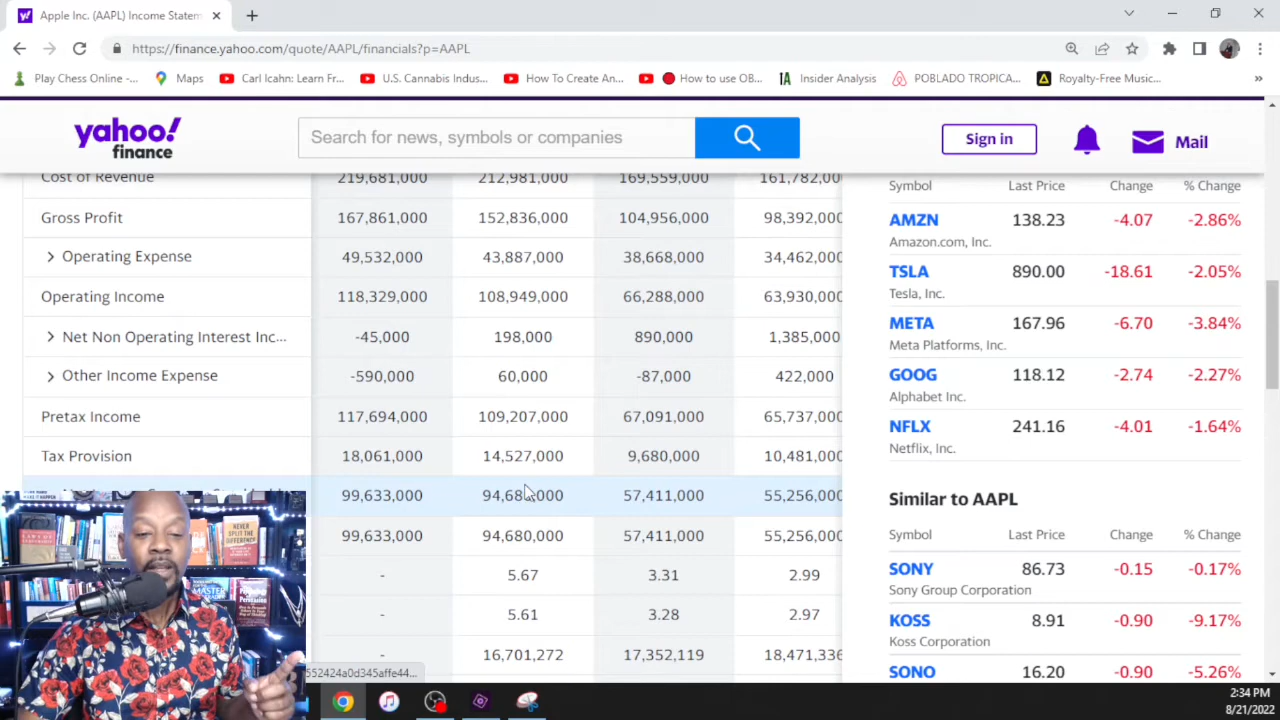 Apple Inc. (AAPL) Income Statem
https://finance.yahoo.com/quote/AAPL/financials?p=AAPL
Play Chess Online -... Maps Carl Icahn: Learn Fr... U.S. Cannabis Indus... How To Create An... How to use OB... IA Insider Analysis POBLADO TROPICA... Royalty-Free Music... »
yahoo! finance
Search for news, symbols or companies
Sign in
Mail
Cost of Revenue 219,681,000 212,981,000 169,559,000 161,782,000
Gross Profit 167,861,000 152,836,000 104,956,000 98,392,000
Operating Expense 49,532,000 43,887,000 38,668,000 34,462,000
Operating Income 118,329,000 108,949,000 66,288,000 63,930,000
Net Non Operating Interest Inc... -45,000 198,000 890,000 1,385,000
Other Income Expense -590,000 60,000 -87,000 422,000
Pretax Income 117,694,000 109,207,000 67,091,000 65,737,000
Tax Provision 18,061,000 14,527,000 9,680,000 10,481,000
99,633,000 94,680,000 57,411,000 55,256,000
99,633,000 94,680,000 57,411,000 55,256,000
- 5.67 3.31 2.99
- 5.61 3.28 2.97
- 16,701,272 17,352,119 18,471,336
552424a0d345affe44...
Symbol Last Price Change % Change
AMZN 138.23 -4.07 -2.86%
Amazon.com, Inc.
TSLA 890.00 -18.61 -2.05%
Tesla, Inc.
META 167.96 -6.70 -3.84%
Meta Platforms, Inc.
GOOG 118.12 -2.74 -2.27%
Alphabet Inc.
NFLX 241.16 -4.01 -1.64%
Netflix, Inc.
Similar to AAPL
Symbol Last Price Change % Change
SONY 86.73 -0.15 -0.17%
Sony Group Corporation
KOSS 8.91 -0.90 -9.17%
Koss Corporation
SONO 16.20 -0.90 -5.26%
NEVER SPLIT THE DIFFERENCE
MASTER
2:34 PM
8/21/2022